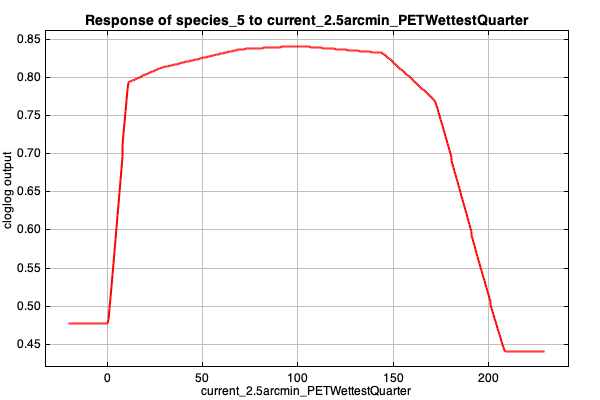 Response of species_5 to current_2.5arcmin_PETWettestQuarter
cloglog output
0.85
0.80
0.75
0.70
0.65
0.60
0.55
0.50
0.45
0 50 100 150 200
current_2.5arcmin_PETWettestQuarter